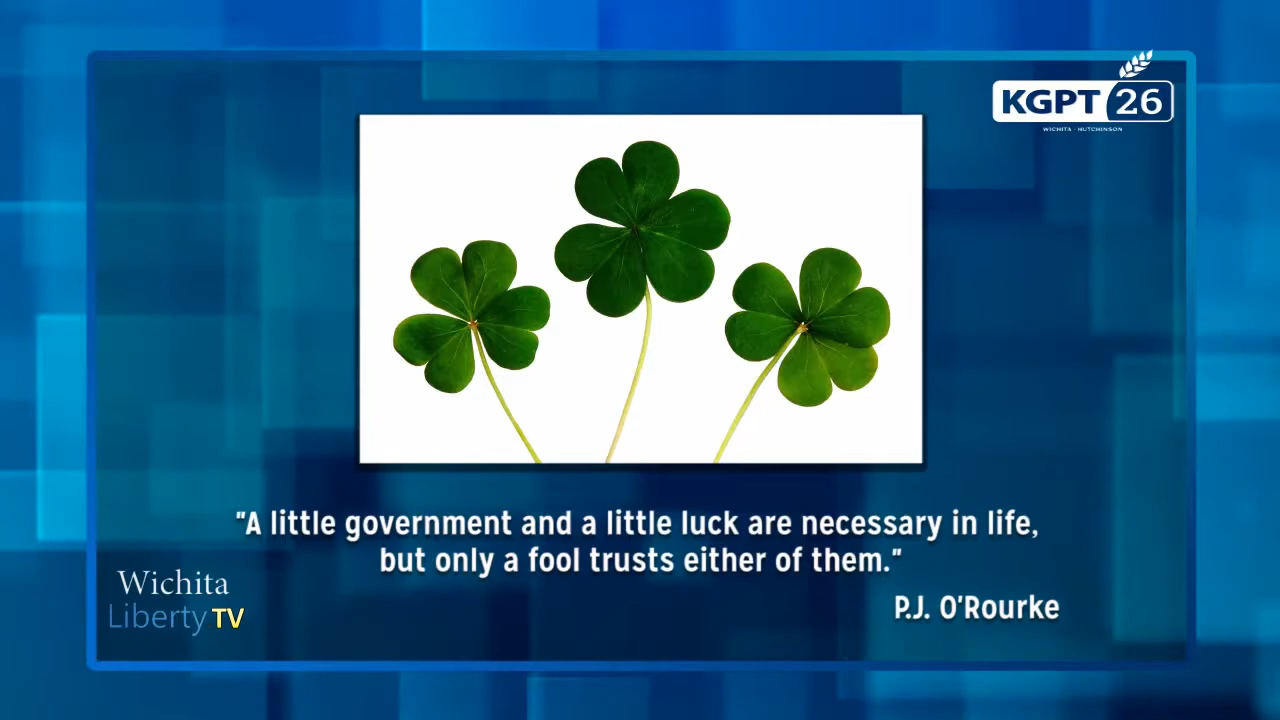 KGPT 26
WICHITA - HUTCHINSON
"A little government and a little luck are necessary in life,
but only a fool trusts either of them."
P.J. O'Rourke
Wichita
Liberty TV